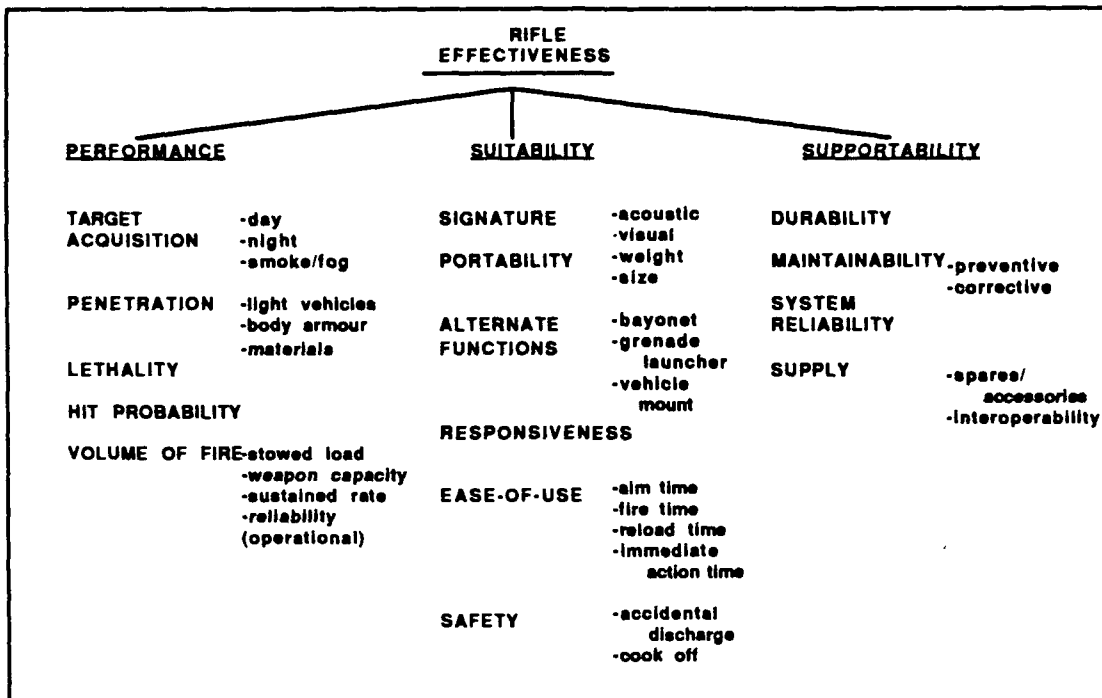 RIFLE
EFFECTIVENESS
PERFORMANCE
TARGET
ACQUISITION
-day
-night
-smoke/fog
PENETRATION
-light vehicles
-body armour
-materials
LETHALITY
HIT PROBABILITY
VOLUME OF FIRE
-stowed load
-weapon capacity
-sustained rate
-reliability
(operational)
SUITABILITY
SIGNATURE
-acoustic
-visual
PORTABILITY
-weight
-size
ALTERNATE
FUNCTIONS
-bayonet
-grenade
launcher
-vehicle
mount
RESPONSIVENESS
EASE-OF-USE
-aim time
-fire time
-reload time
-immediate
action time
SAFETY
-accidental
discharge
-cook off
SUPPORTABILITY
DURABILITY
MAINTAINABILITY
-preventive
-corrective
SYSTEM
RELIABILITY
SUPPLY
-spares/
accessories
-interoperability